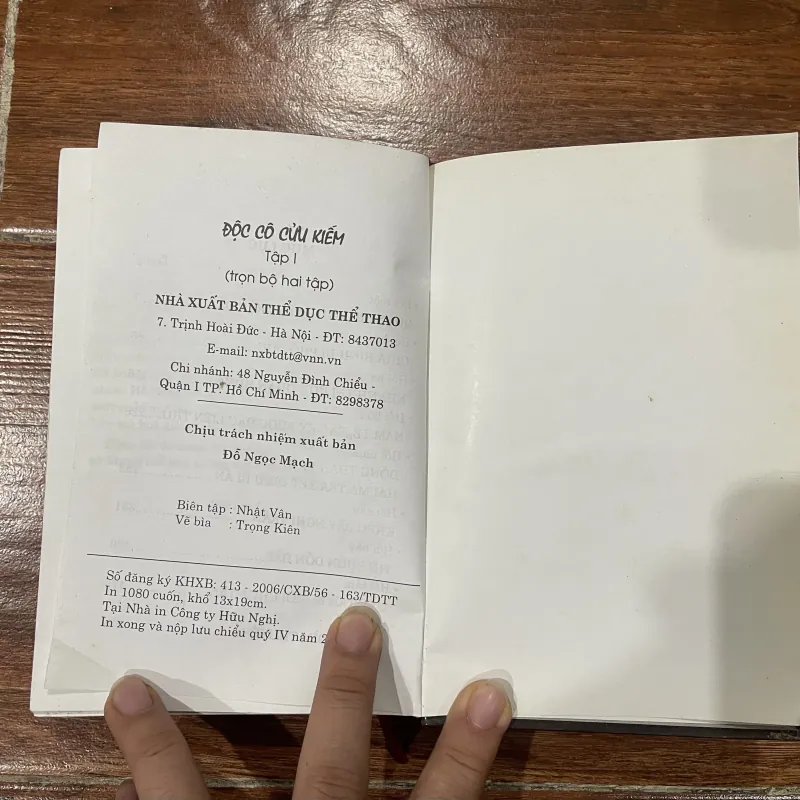 ĐỘC CÔ CỬU KIẾM
Tập I
(trọn bộ hai tập)
NHÀ XUẤT BẢN THỂ DỤC THỂ THAO
7. Trịnh Hoài Đức - Hà Nội - ĐT: 8437013
E-mail: nxbtdtt@vnn.vn
Chi nhánh: 48 Nguyễn Đình Chiểu -
Quận I TP. Hồ Chí Minh - ĐT: 8298378
Chịu trách nhiệm xuất bản
Đỗ Ngọc Mạch
Biên tập : Nhật Vân
Vẽ bìa : Trọng Kiên
Số đăng ký KHXB: 413 - 2006/CXB/56 - 163/TDTT
In 1080 cuốn, khổ 13x19cm.
Tại Nhà in Công ty Hữu Nghị.
In xong và nộp lưu chiểu quý IV năm